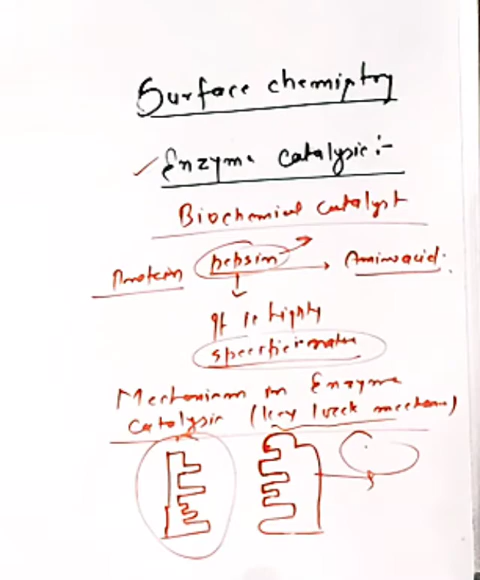 Surface chemistry
Enzyme catalysis:-
Biochemical catalyst
Protein pepsin → Aminoacid.
It is highly
specific in nature
Mechanism in Enzyme
Catalysis (key lock mechanism)